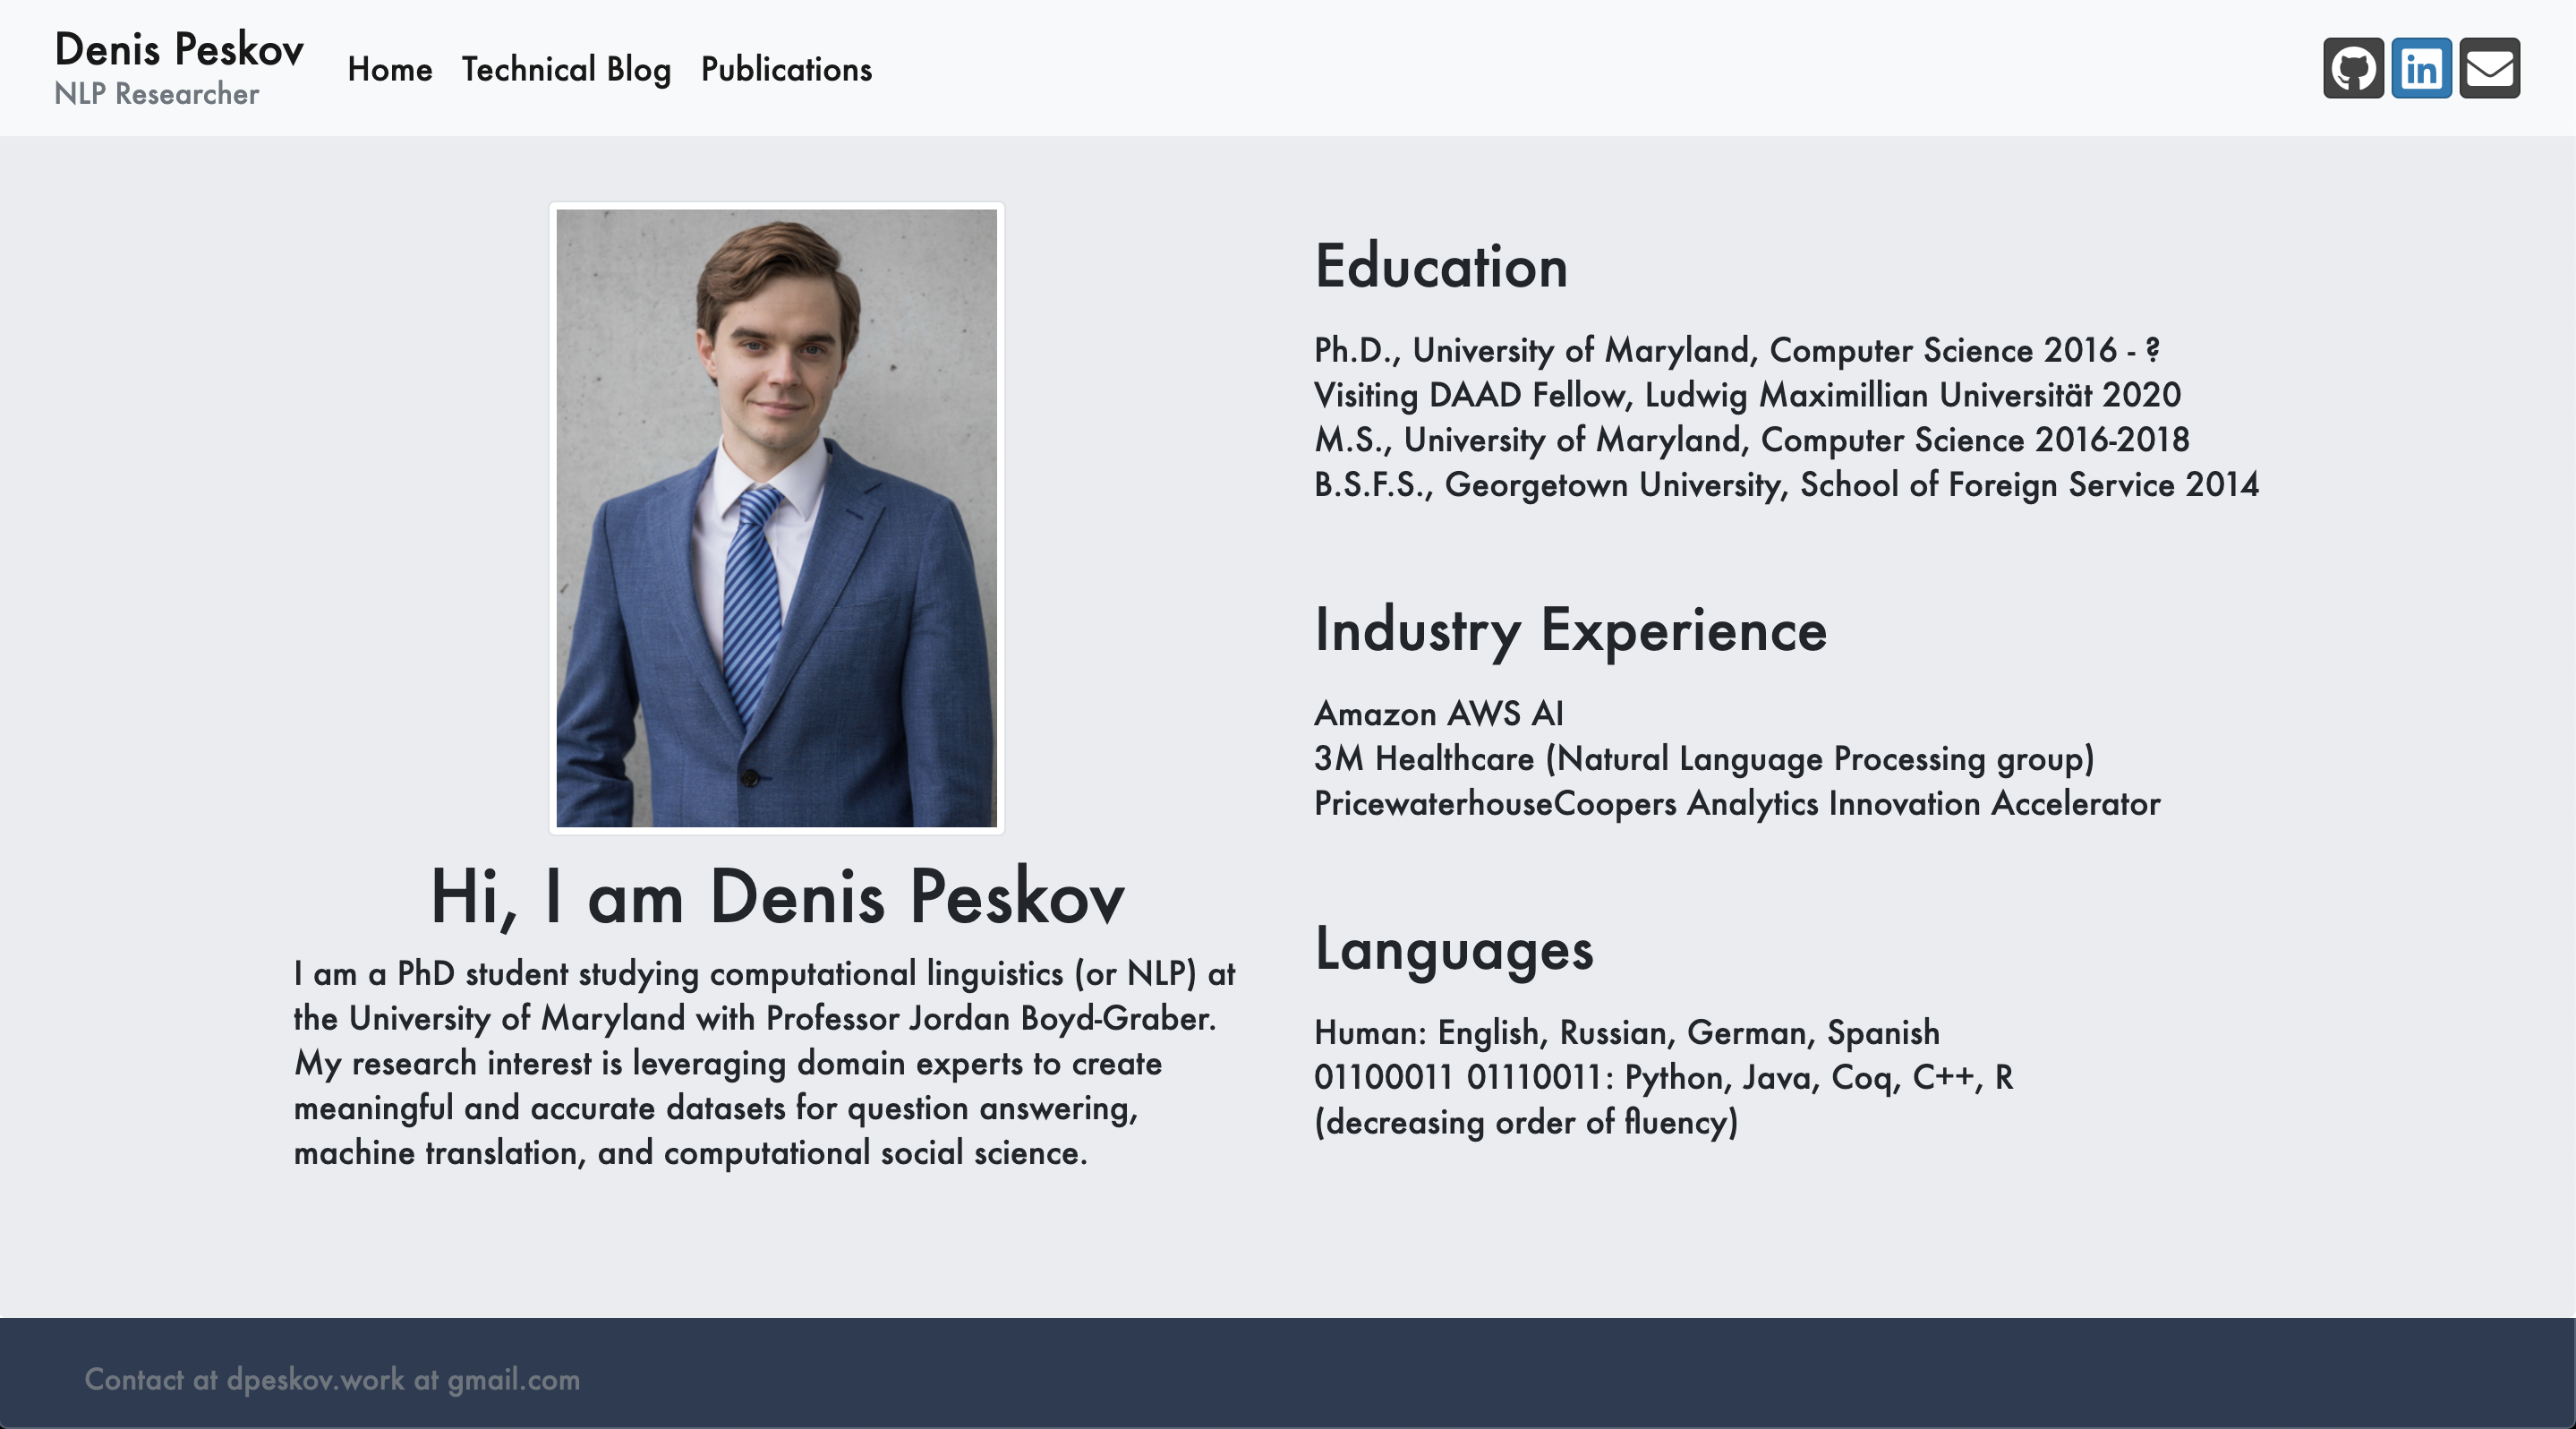 Denis Peskov
NLP Researcher
Home Technical Blog Publications
Hi, I am Denis Peskov
I am a PhD student studying computational linguistics (or NLP) at
the University of Maryland with Professor Jordan Boyd-Graber.
My research interest is leveraging domain experts to create
meaningful and accurate datasets for question answering,
machine translation, and computational social science.
Education
Ph.D., University of Maryland, Computer Science 2016 - ?
Visiting DAAD Fellow, Ludwig Maximillian Universität 2020
M.S., University of Maryland, Computer Science 2016-2018
B.S.F.S., Georgetown University, School of Foreign Service 2014
Industry Experience
Amazon AWS AI
3M Healthcare (Natural Language Processing group)
PricewaterhouseCoopers Analytics Innovation Accelerator
Languages
Human: English, Russian, German, Spanish
01100011 01110011: Python, Java, Coq, C++, R
(decreasing order of fluency)
Contact at dpeskov.work at gmail.com